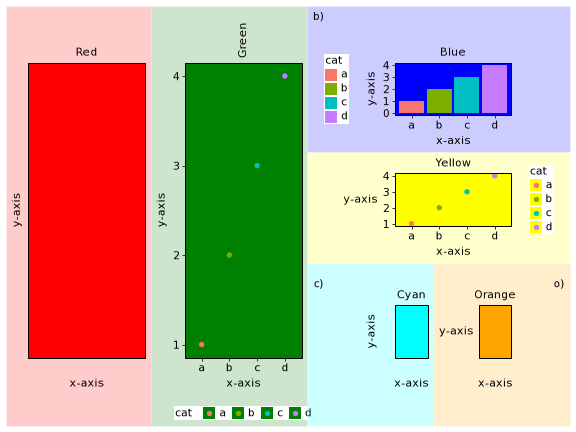 Red
y-axis
x-axis
Green
y-axis
4
3
2
1
a b c d
x-axis
cat a b c d
b)
Blue
cat
a
b
c
d
y-axis
4
3
2
1
0
a b c d
x-axis
Yellow
y-axis
4
3
2
1
a b c d
x-axis
cat
a
b
c
d
c)
Cyan
y-axis
x-axis
o)
Orange
y-axis
x-axis